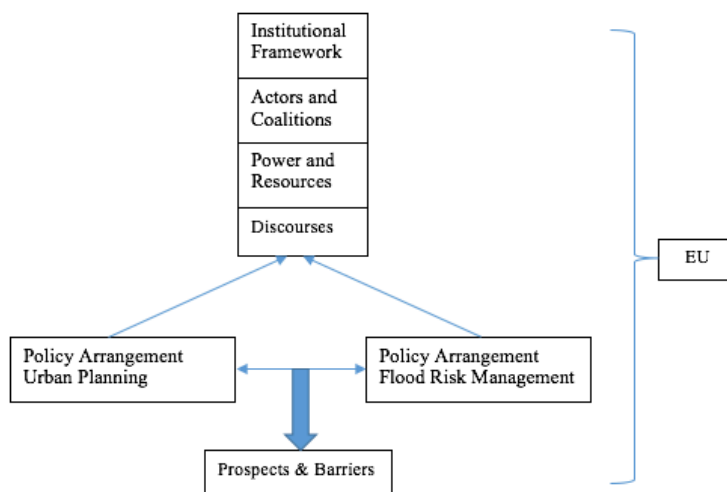 Institutional
Framework
Actors and
Coalitions
Power and
Resources
Discourses
EU
Policy Arrangement
Urban Planning
Policy Arrangement
Flood Risk Management
Prospects & Barriers